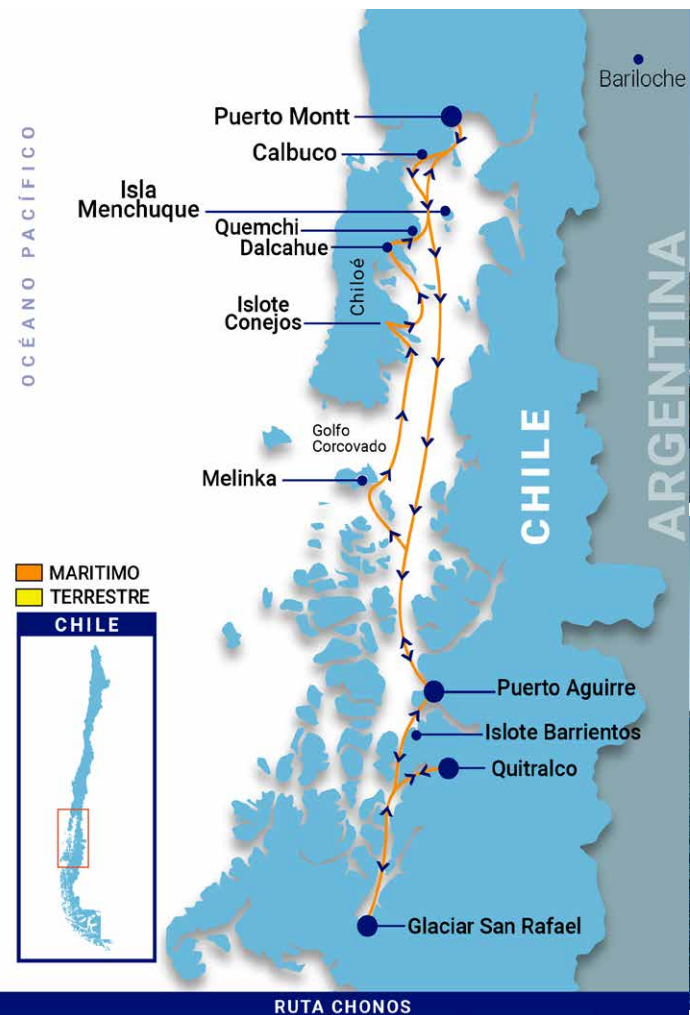 Bariloche
Puerto Montt
Calbuco
Isla
Menchuque
Quemchi
Dalcahue
Chiloé
Islote
Conejos
OCÉANO PACÍFICO
Golfo
Corcovado
Melinka
CHILE
ARGENTINA
MARITIMO
TERRESTRE
CHILE
Puerto Aguirre
Islote Barrientos
Quitralco
Glaciar San Rafael
RUTA CHONOS